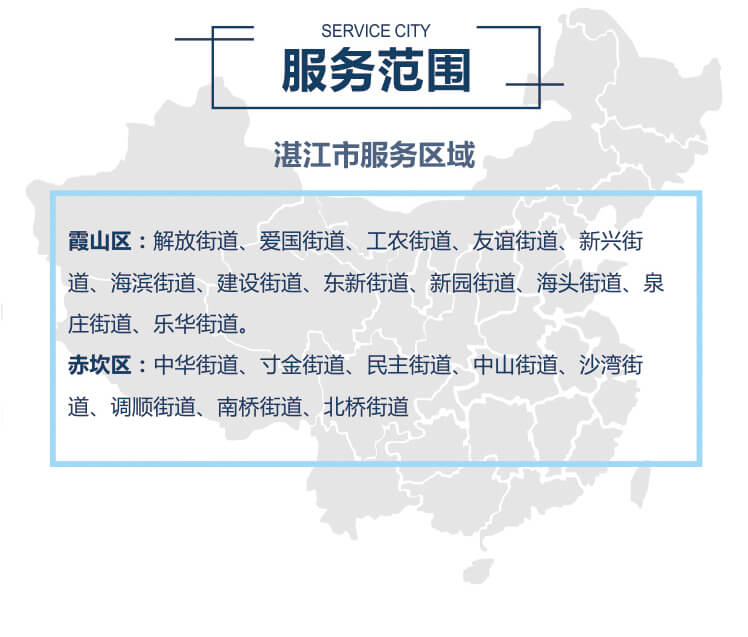 SERVICE CITY
服务范围
湛江市服务区域
霞山区：解放街道、爱国街道、工农街道、友谊街道、新兴街
道、海滨街道、建设街道、东新街道、新园街道、海头街道、泉
庄街道、乐华街道。
赤坎区：中华街道、寸金街道、民主街道、中山街道、沙湾街
道、调顺街道、南桥街道、北桥街道